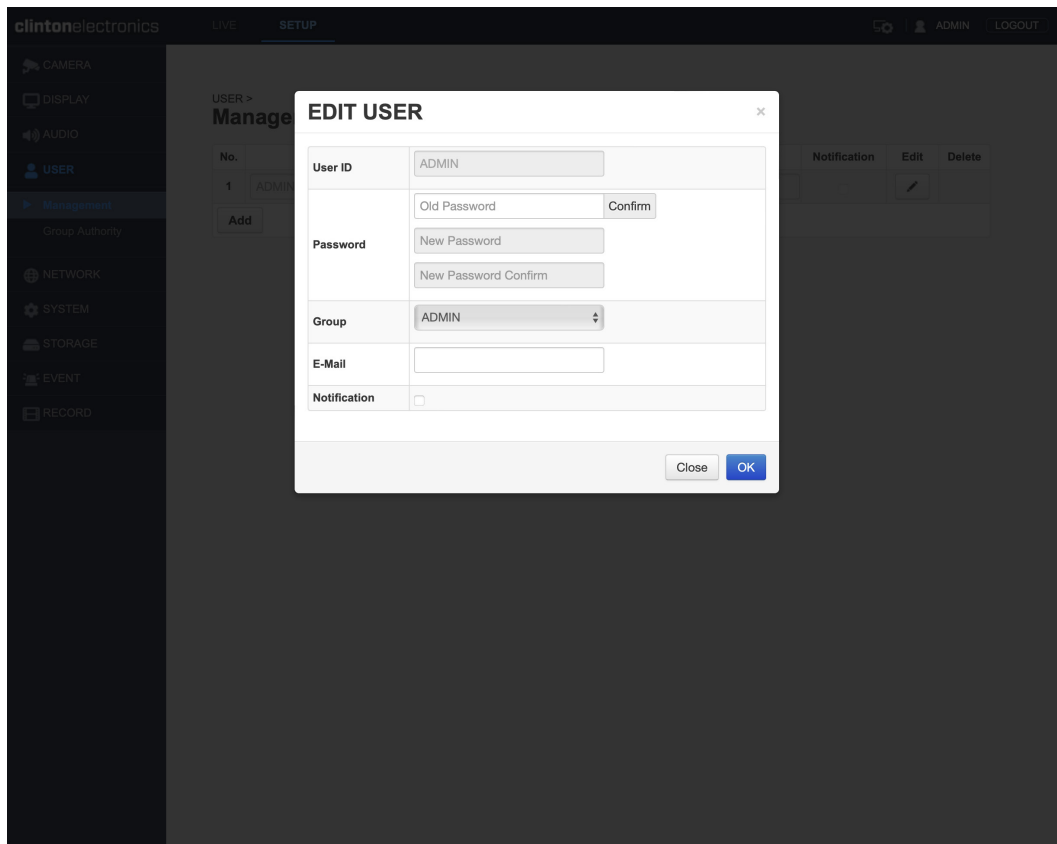 clintonelectronics
LIVE SETUP ADMIN LOGOUT
CAMERA
DISPLAY
AUDIO
USER
Management
Group Authority
NETWORK
SYSTEM
STORAGE
EVENT
RECORD
USER >
Manage
No. Notification Edit Delete
1 ADMIN
Add
EDIT USER ×
User ID ADMIN
Password
Old Password Confirm
New Password
New Password Confirm
Group ADMIN
E-Mail
Notification
Close OK